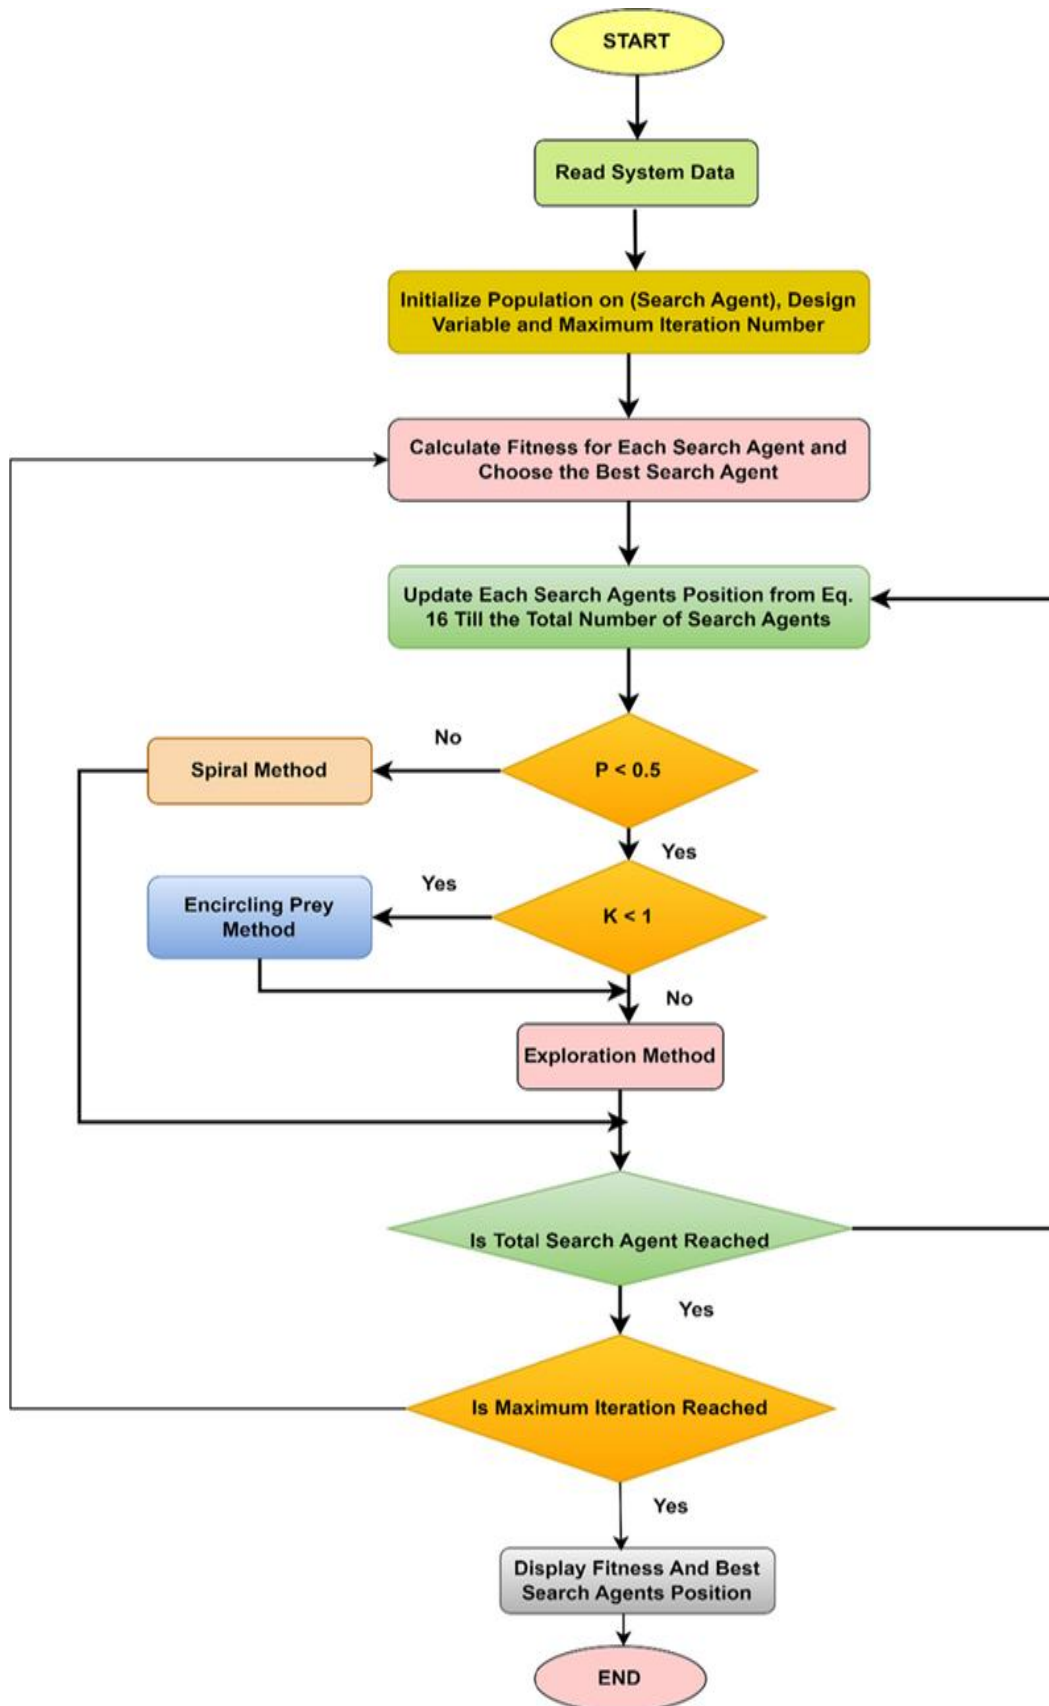 START
Read System Data
Initialize Population on (Search Agent), Design
Variable and Maximum Iteration Number
Calculate Fitness for Each Search Agent and
Choose the Best Search Agent
Update Each Search Agents Position from Eq.
16 Till the Total Number of Search Agents
No
Spiral Method
P < 0.5
Yes
Yes
Encircling Prey
Method
K < 1
No
Exploration Method
Is Total Search Agent Reached
Yes
Is Maximum Iteration Reached
Yes
Display Fitness And Best
Search Agents Position
END